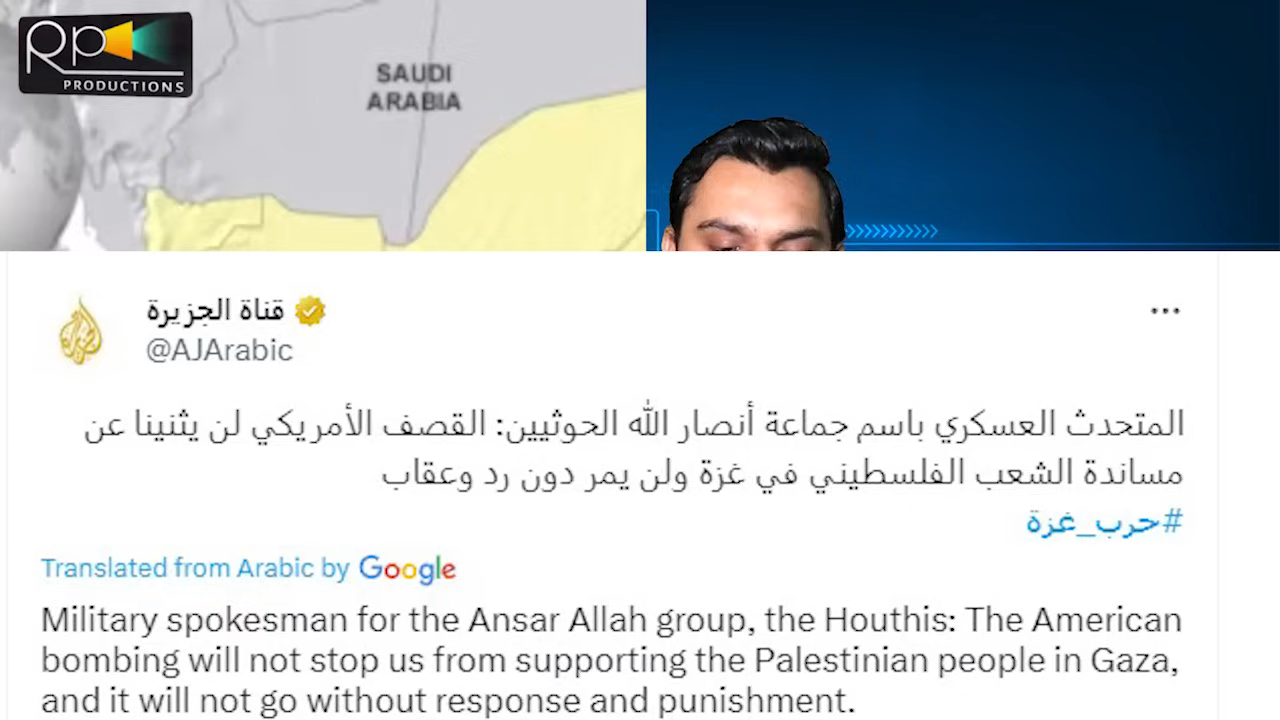 Rp
PRODUCTIONS
SAUDI
ARABIA
قناة الجزيرة
@AJArabic
المتحدث العسكري باسم جماعة أنصار الله الحوثيين: القصف الأمريكي لن يثنينا عن
مساندة الشعب الفلسطيني في غزة ولن يمر دون رد وعقاب
#حرب_غزة
Translated from Arabic by Google
Military spokesman for the Ansar Allah group, the Houthis: The American
bombing will not stop us from supporting the Palestinian people in Gaza,
and it will not go without response and punishment.